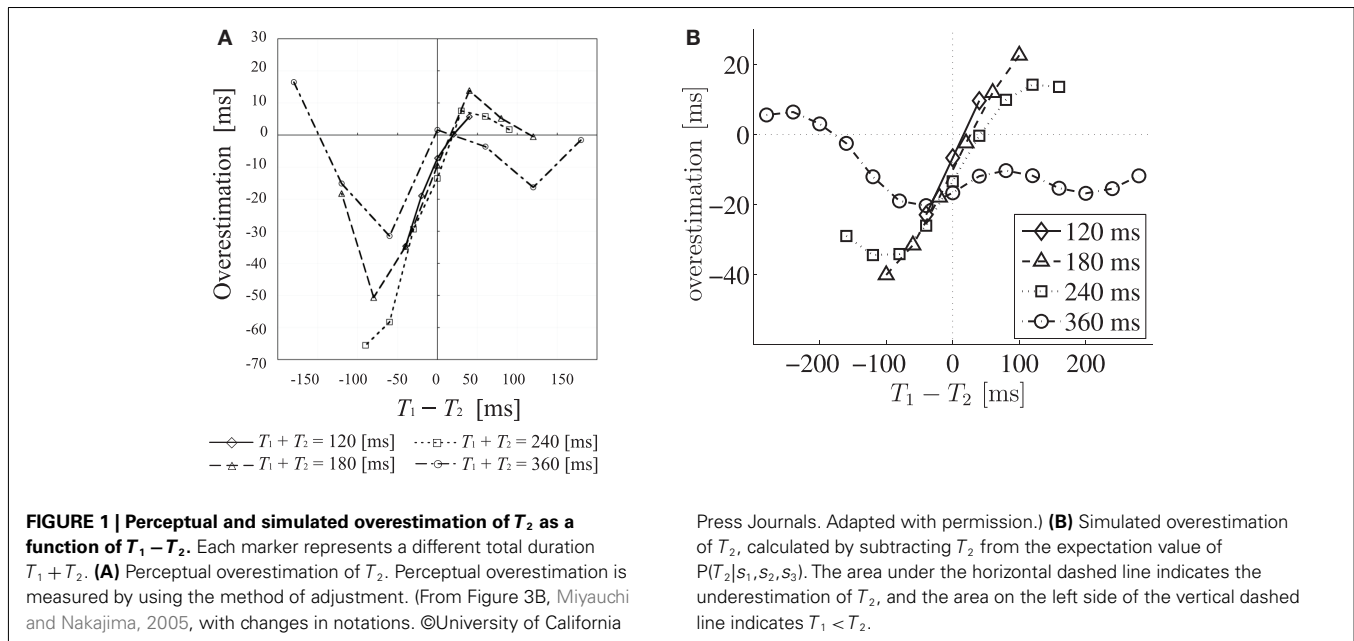 A
30
20
10
0
-10
-20
-30
-40
-50
-60
-70
Overestimation [ms]
-150 -100 -50 0 50 100 150
T1 − T2 [ms]
T1 + T2 = 120 [ms] T1 + T2 = 240 [ms]
T1 + T2 = 180 [ms] T1 + T2 = 360 [ms]
B
20
0
−20
−40
overestimation [ms]
120 ms
180 ms
240 ms
360 ms
−200 −100 0 100 200
T1 − T2 [ms]
FIGURE 1 | Perceptual and simulated overestimation of T2 as a
function of T1 − T2. Each marker represents a different total duration
T1 + T2. (A) Perceptual overestimation of T2. Perceptual overestimation is
measured by using the method of adjustment. (From Figure 3B, Miyauchi
and Nakajima, 2005, with changes in notations. ©University of California
Press Journals. Adapted with permission.) (B) Simulated overestimation
of T2, calculated by subtracting T2 from the expectation value of
P(T2|s1,s2,s3). The area under the horizontal dashed line indicates the
underestimation of T2, and the area on the left side of the vertical dashed
line indicates T1 < T2.